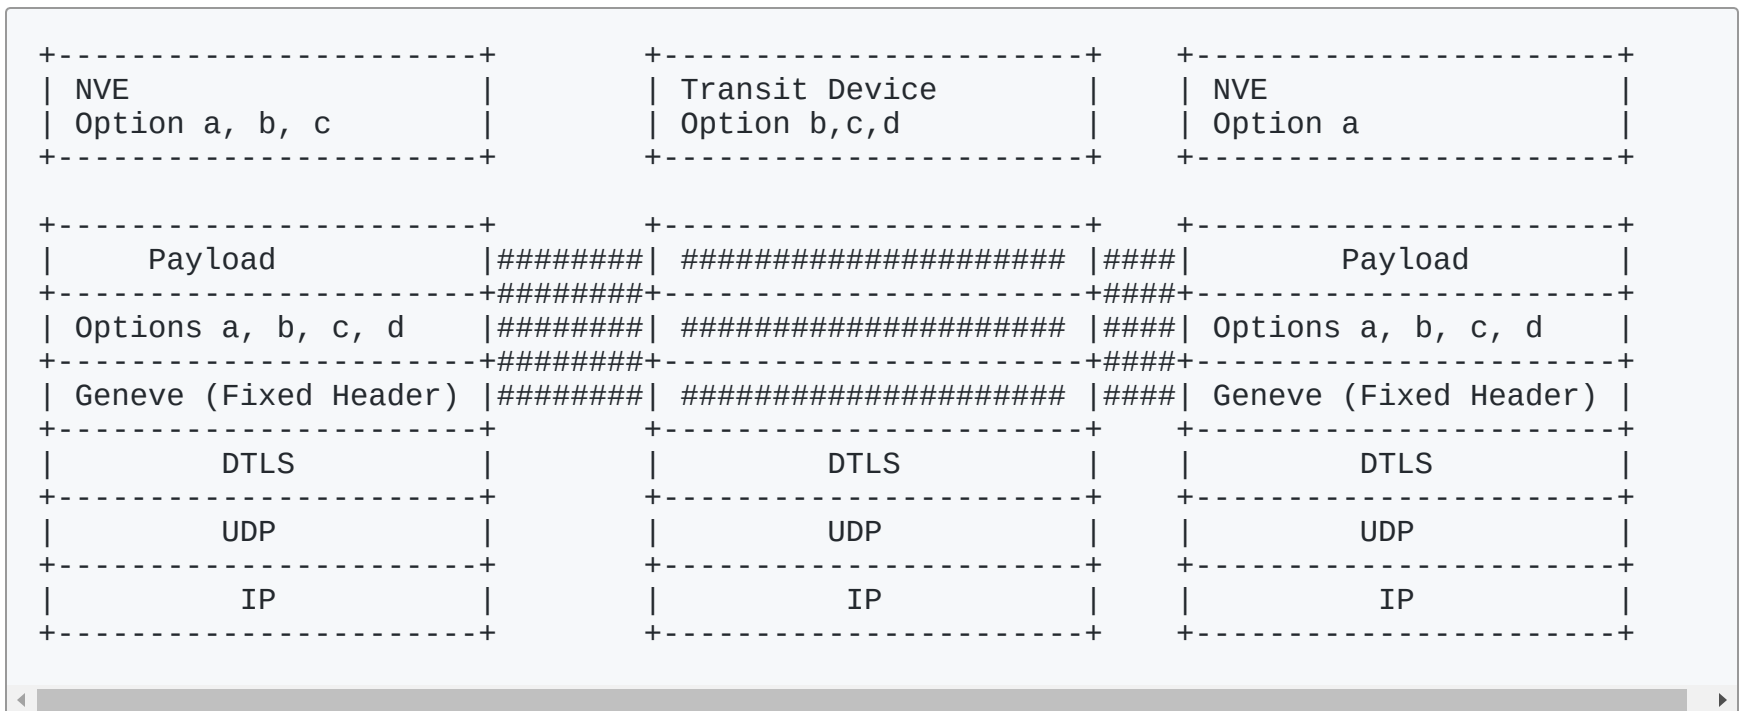 +-----------------------+        +-----------------------+    +-----------------------+
| NVE                   |        | Transit Device        |    | NVE                   |
| Option a, b, c        |        | Option b,c,d          |    | Option a              |
+-----------------------+        +-----------------------+    +-----------------------+

+-----------------------+        +-----------------------+    +-----------------------+
|     Payload           |########| ##################### |####|        Payload        |
+-----------------------+########+-----------------------+####+-----------------------+
| Options a, b, c, d    |########| ##################### |####| Options a, b, c, d    |
+-----------------------+########+-----------------------+####+-----------------------+
| Geneve (Fixed Header) |########| ##################### |####| Geneve (Fixed Header) |
+-----------------------+        +-----------------------+    +-----------------------+
|         DTLS          |        |         DTLS          |    |         DTLS          |
+-----------------------+        +-----------------------+    +-----------------------+
|         UDP           |        |         UDP           |    |         UDP           |
+-----------------------+        +-----------------------+    +-----------------------+
|          IP           |        |          IP           |    |          IP           |
+-----------------------+        +-----------------------+    +-----------------------+